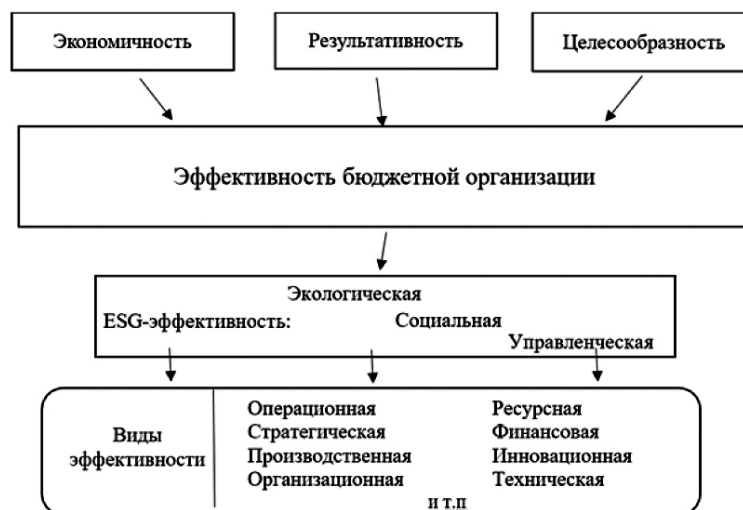 Экономичность
Результативность
Целесообразность
Эффективность бюджетной организации
Экологическая
ESG-эффективность:
Социальная
Управленческая
Виды
эффективности
Операционная
Стратегическая
Производственная
Организационная
Ресурсная
Финансовая
Инновационная
Техническая
и т.п